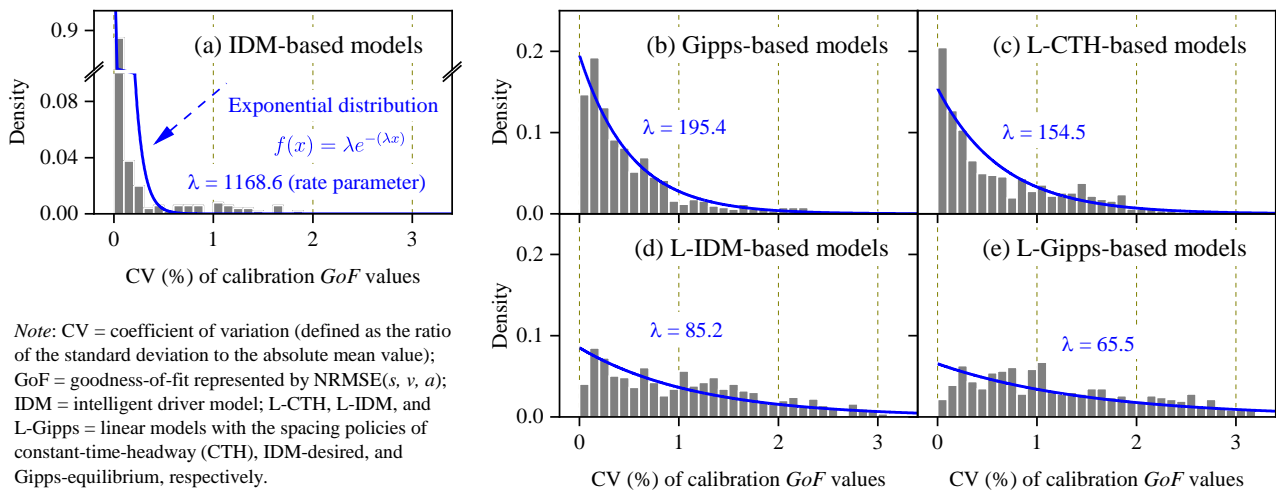 (a) IDM-based models
0.9
0.08
0.04
0.00
Density
Exponential distribution
f(x) = λe^{−(λx)}
λ = 1168.6 (rate parameter)
0 1 2 3
CV (%) of calibration GoF values
Note: CV = coefficient of variation (defined as the ratio
of the standard deviation to the absolute mean value);
GoF = goodness-of-fit represented by NRMSE(s, v, a);
IDM = intelligent driver model; L-CTH, L-IDM, and
L-Gipps = linear models with the spacing policies of
constant-time-headway (CTH), IDM-desired, and
Gipps-equilibrium, respectively.
(b) Gipps-based models
0.2
0.1
0.0
Density
λ = 195.4
(c) L-CTH-based models
λ = 154.5
(d) L-IDM-based models
0.2
0.1
0.0
Density
λ = 85.2
0 1 2 3
CV (%) of calibration GoF values
(e) L-Gipps-based models
λ = 65.5
0 1 2 3
CV (%) of calibration GoF values